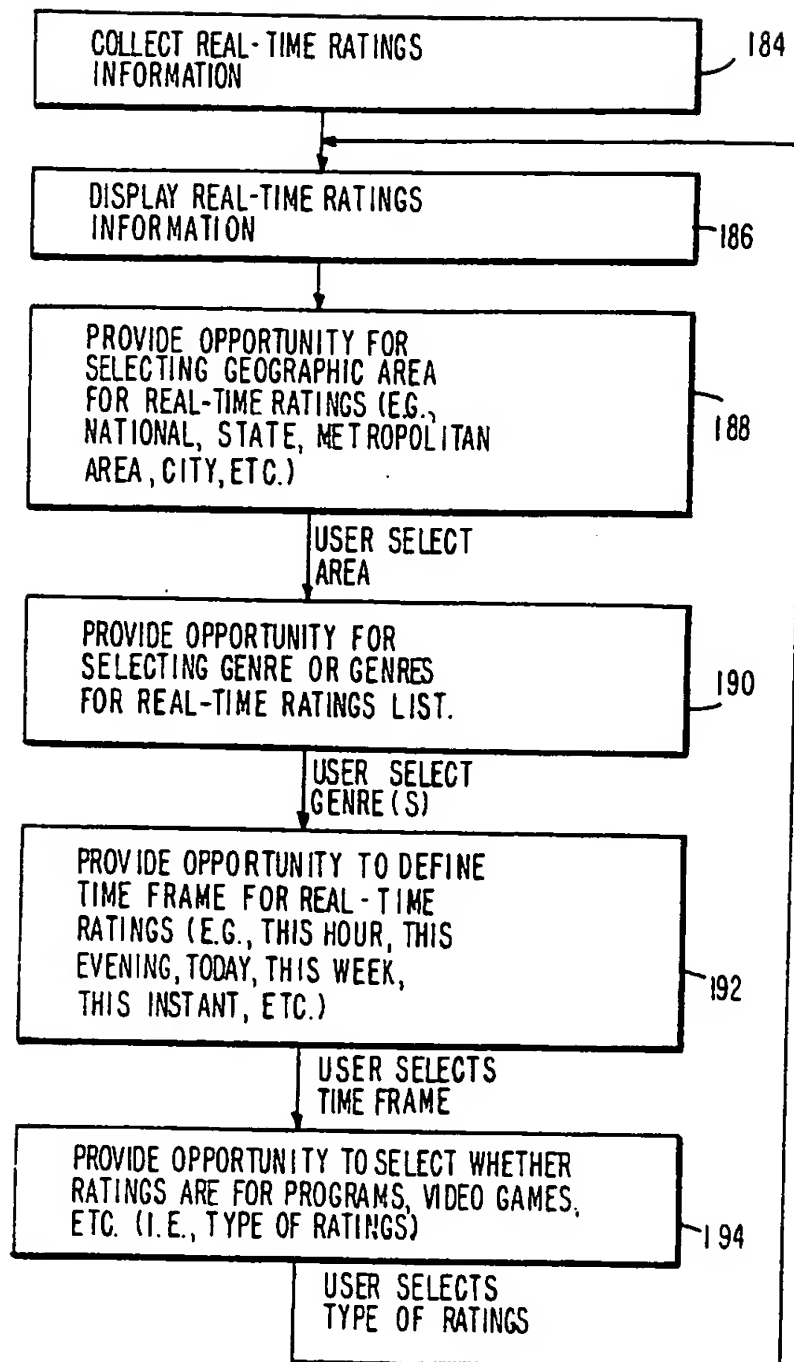 COLLECT REAL-TIME RATINGS
INFORMATION
184
DISPLAY REAL-TIME RATINGS
INFORMATION
186
PROVIDE OPPORTUNITY FOR
SELECTING GEOGRAPHIC AREA
FOR REAL-TIME RATINGS (E.G.,
NATIONAL, STATE, METROPOLITAN
AREA, CITY, ETC.)
188
USER SELECT
AREA
PROVIDE OPPORTUNITY FOR
SELECTING GENRE OR GENRES
FOR REAL-TIME RATINGS LIST.
190
USER SELECT
GENRE(S)
PROVIDE OPPORTUNITY TO DEFINE
TIME FRAME FOR REAL-TIME
RATINGS (E.G., THIS HOUR, THIS
EVENING, TODAY, THIS WEEK,
THIS INSTANT, ETC.)
192
USER SELECTS
TIME FRAME
PROVIDE OPPORTUNITY TO SELECT WHETHER
RATINGS ARE FOR PROGRAMS, VIDEO GAMES,
ETC. (I.E., TYPE OF RATINGS)
194
USER SELECTS
TYPE OF RATINGS